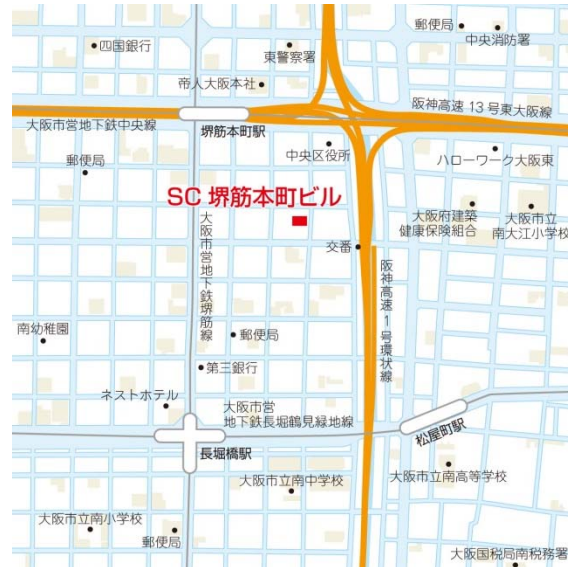 郵便局
中央消防署
四国銀行
東警察署
帝人大阪本社
阪神高速13号東大阪線
大阪市営地下鉄中央線
堺筋本町駅
中央区役所
ハローワーク大阪東
郵便局
SC 堺筋本町ビル
大阪市営地下鉄堺筋線
大阪府建築
健康保険組合
大阪市立
南大江小学校
交番
阪神高速1号環状線
南幼稚園
郵便局
第三銀行
ネストホテル
大阪市営
地下鉄長堀鶴見緑地線
松屋町駅
長堀橋駅
大阪市立南高等学校
大阪市立南中学校
大阪市立南小学校
郵便局
大阪国税局南税務署